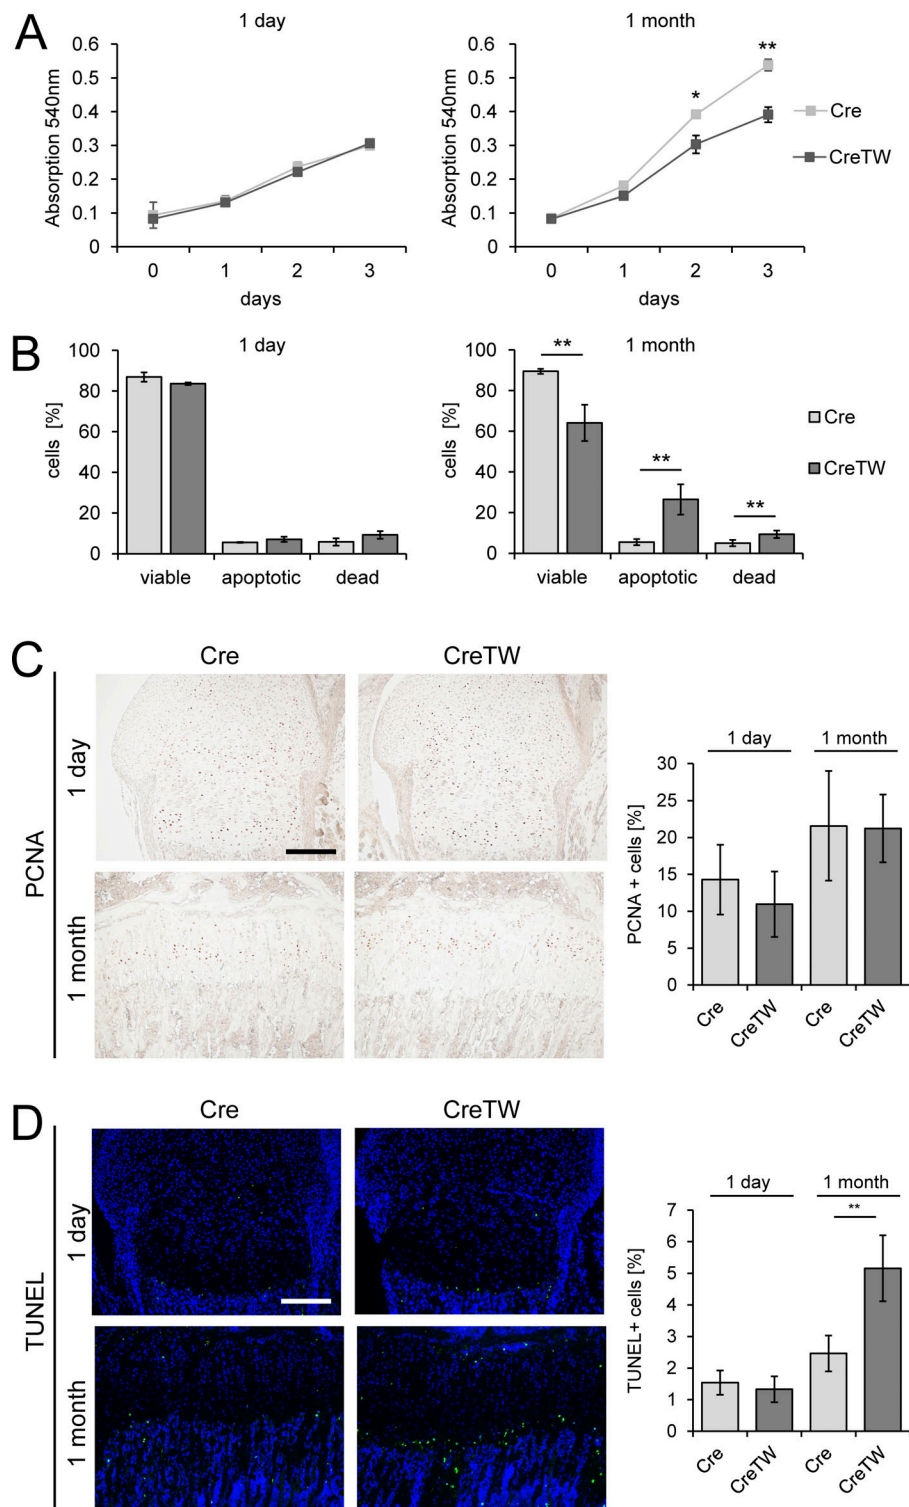 A
1 day
1 month
Absorption 540nm
0.6
0.5
0.4
0.3
0.2
0.1
0
0 1 2 3
days
Absorption 540nm
0.6
0.5
0.4
0.3
0.2
0.1
0
* **
0 1 2 3
days
Cre
CreTW
B
1 day
1 month
cells [%]
100
80
60
40
20
0
viable apoptotic dead
cells [%]
100
80
60
40
20
0
** ** **
viable apoptotic dead
Cre
CreTW
C
Cre CreTW
PCNA
1 day
1 month
1 day 1 month
PCNA + cells [%]
30
25
20
15
10
5
0
Cre CreTW Cre CreTW
D
Cre CreTW
TUNEL
1 day
1 month
1 day 1 month
**
TUNEL+ cells [%]
7
6
5
4
3
2
1
0
Cre CreTW Cre CreTW